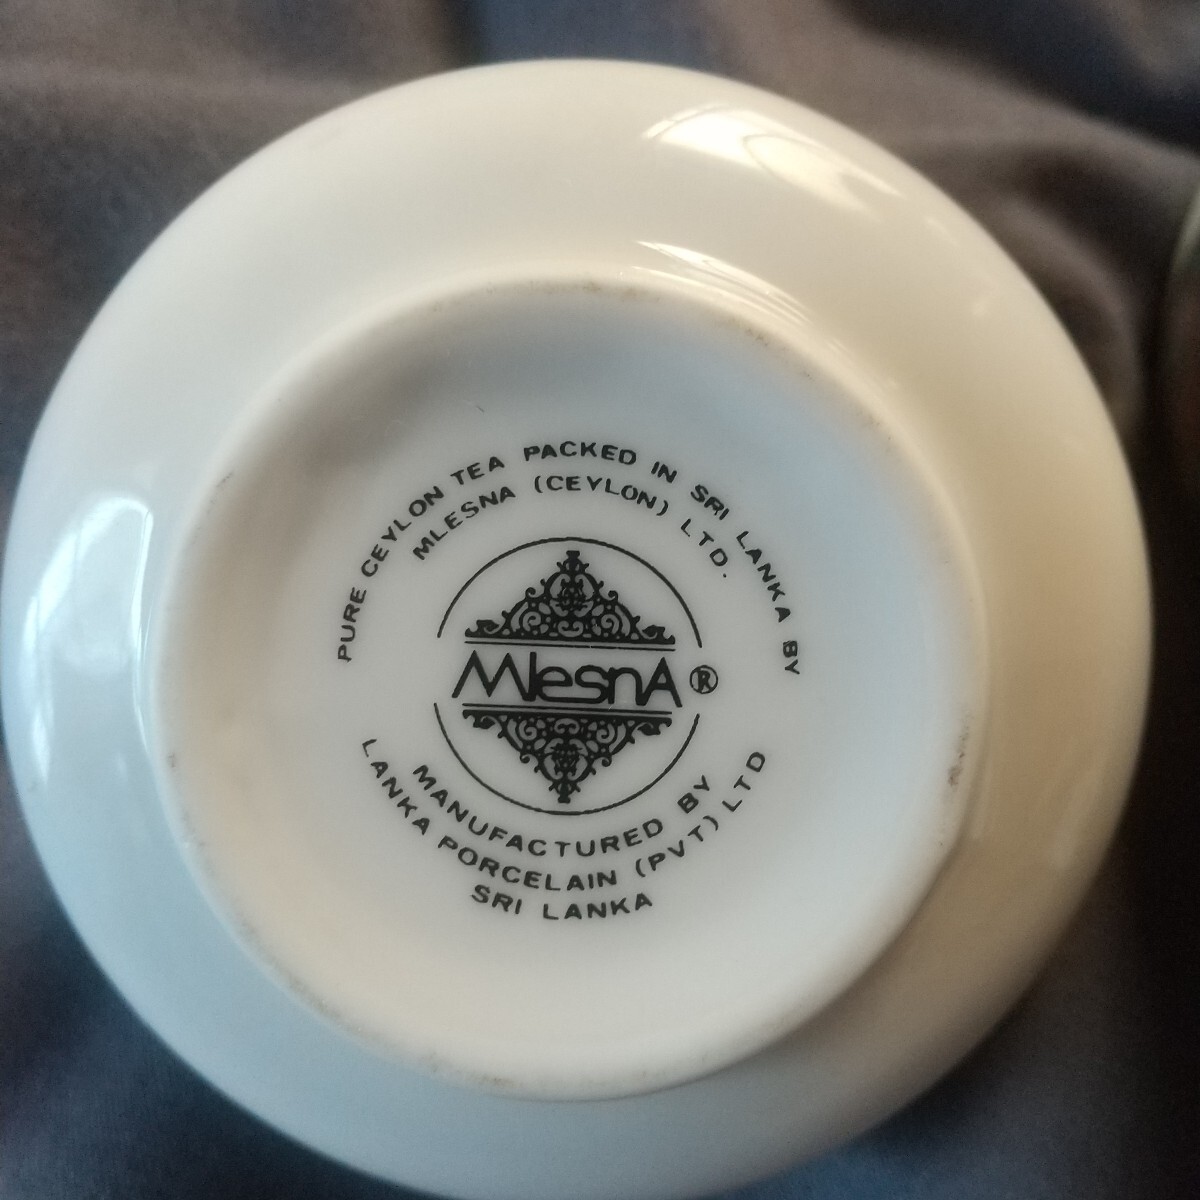 PURE CEYLON TEA PACKED IN SRI LANKA BY
MLESNA (CEYLON) LTD.
MlesnA ®
MANUFACTURED BY
LANKA PORCELAIN (PVT) LTD
SRI LANKA